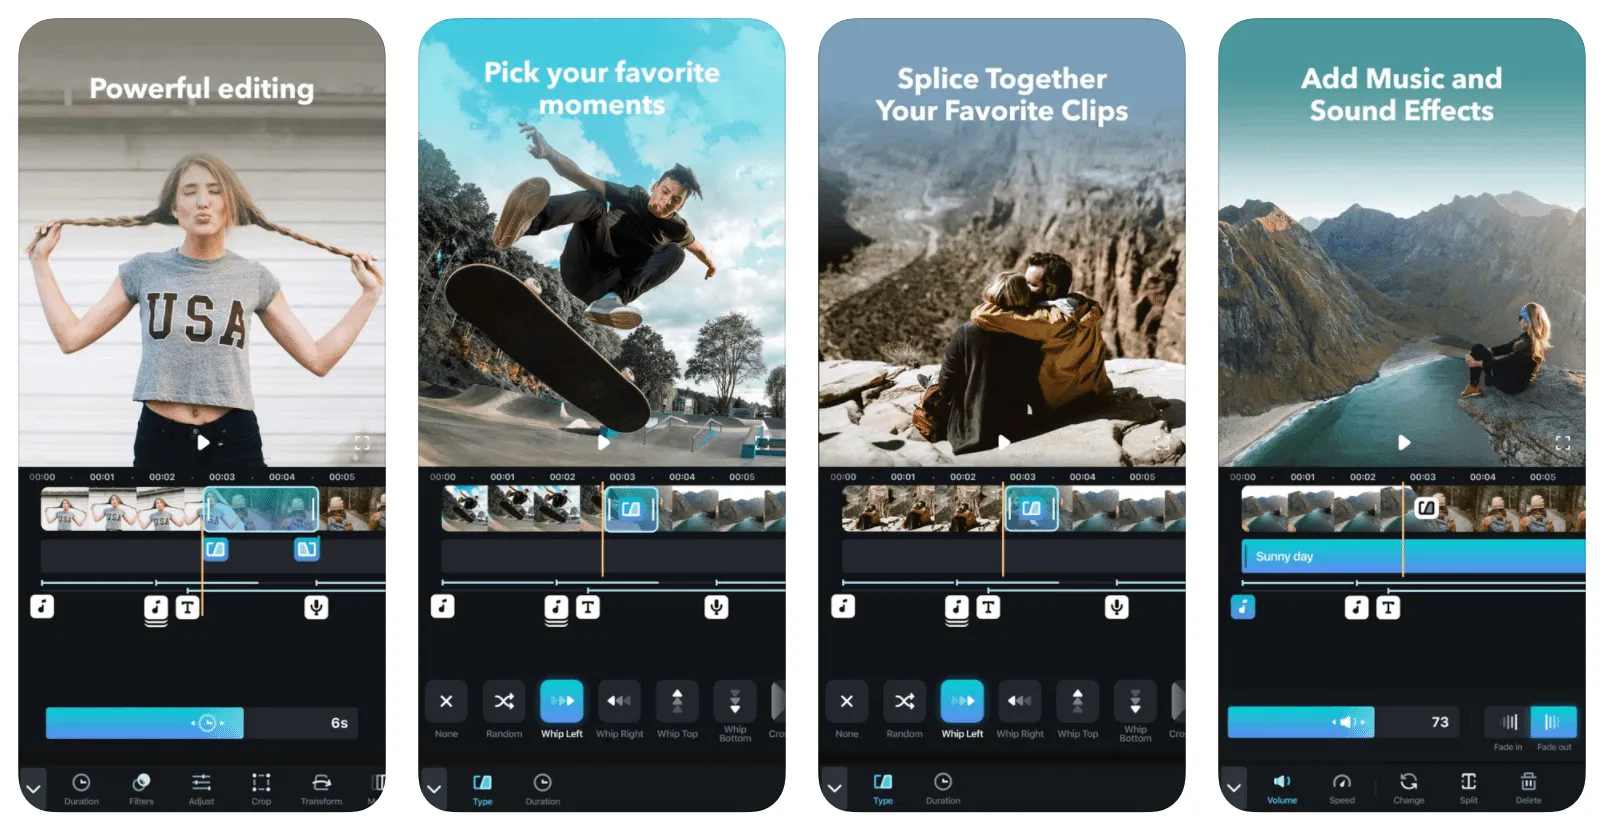 Powerful editing
USA
00:00 00:01 00:02 00:03 00:04 00:05
T
6s
Duration Filters Adjust Crop Transform
Pick your favorite
moments
00:00 00:01 00:02 00:03 00:04 00:05
T
None Random Whip Left Whip Right Whip Top Whip Bottom Cro
Type Duration
Splice Together
Your Favorite Clips
00:00 00:01 00:02 00:03 00:04 00:05
T
None Random Whip Left Whip Right Whip Top Whip Bottom Cro
Type Duration
Add Music and
Sound Effects
00:00 00:01 00:02 00:03 00:04 00:05
Sunny day
T
73
Fade in Fade out
Volume Speed Change Split Delete